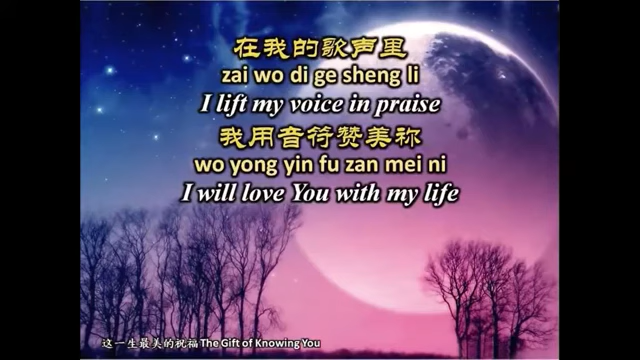 在我的歌声里
zai wo di ge sheng li
I lift my voice in praise
我用音符赞美祢
wo yong yin fu zan mei ni
I will love You with my life
这一生最美的祝福 The Gift of Knowing You